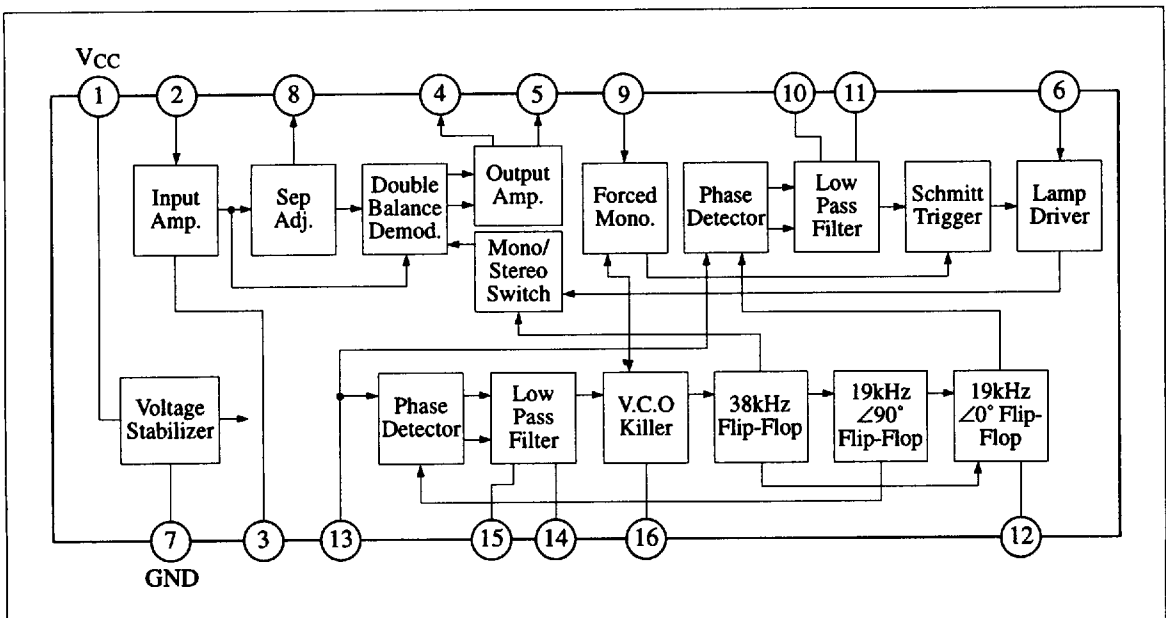 VCC
1 2 8 4 5 9 10 11 6
Input
Amp.
Sep
Adj.
Double
Balance
Demod.
Output
Amp.
Mono/
Stereo
Switch
Forced
Mono.
Phase
Detector
Low
Pass
Filter
Schmitt
Trigger
Lamp
Driver
Voltage
Stabilizer
Phase
Detector
Low
Pass
Filter
V.C.O
Killer
38kHz
Flip-Flop
19kHz
∠90°
Flip-Flop
19kHz
∠0° Flip-
Flop
7 3 13 15 14 16 12
GND